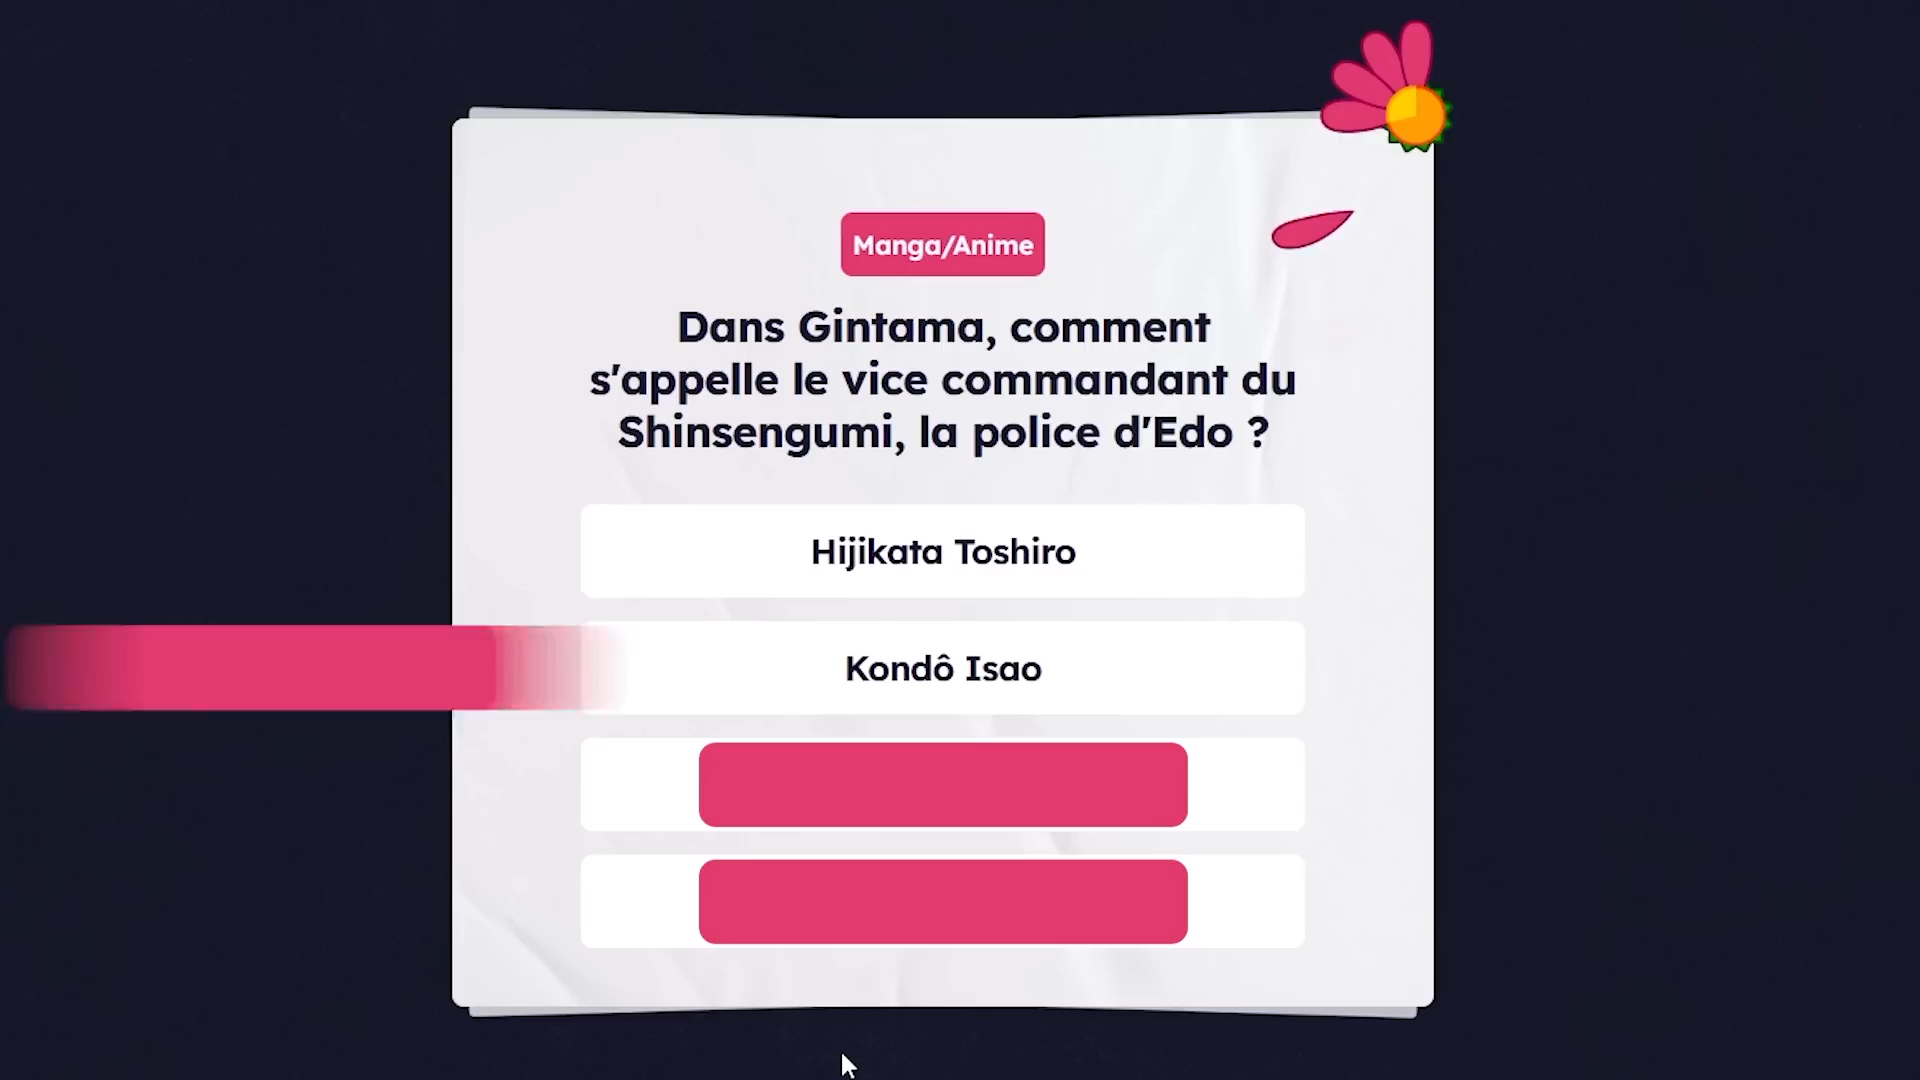 Manga/Anime
Dans Gintama, comment
s'appelle le vice commandant du
Shinsengumi, la police d'Edo ?
Hijikata Toshiro
Kondô Isao